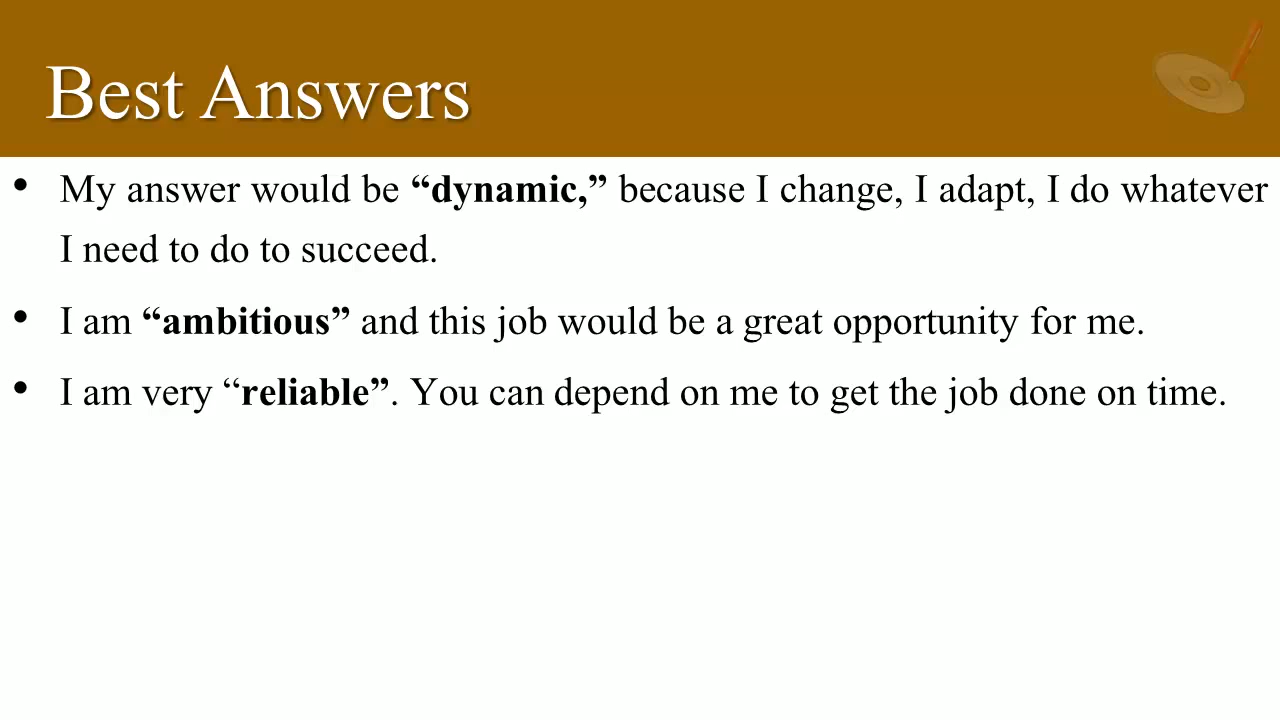 Best Answers
• My answer would be “dynamic,” because I change, I adapt, I do whatever
I need to do to succeed.
• I am “ambitious” and this job would be a great opportunity for me.
• I am very “reliable”. You can depend on me to get the job done on time.